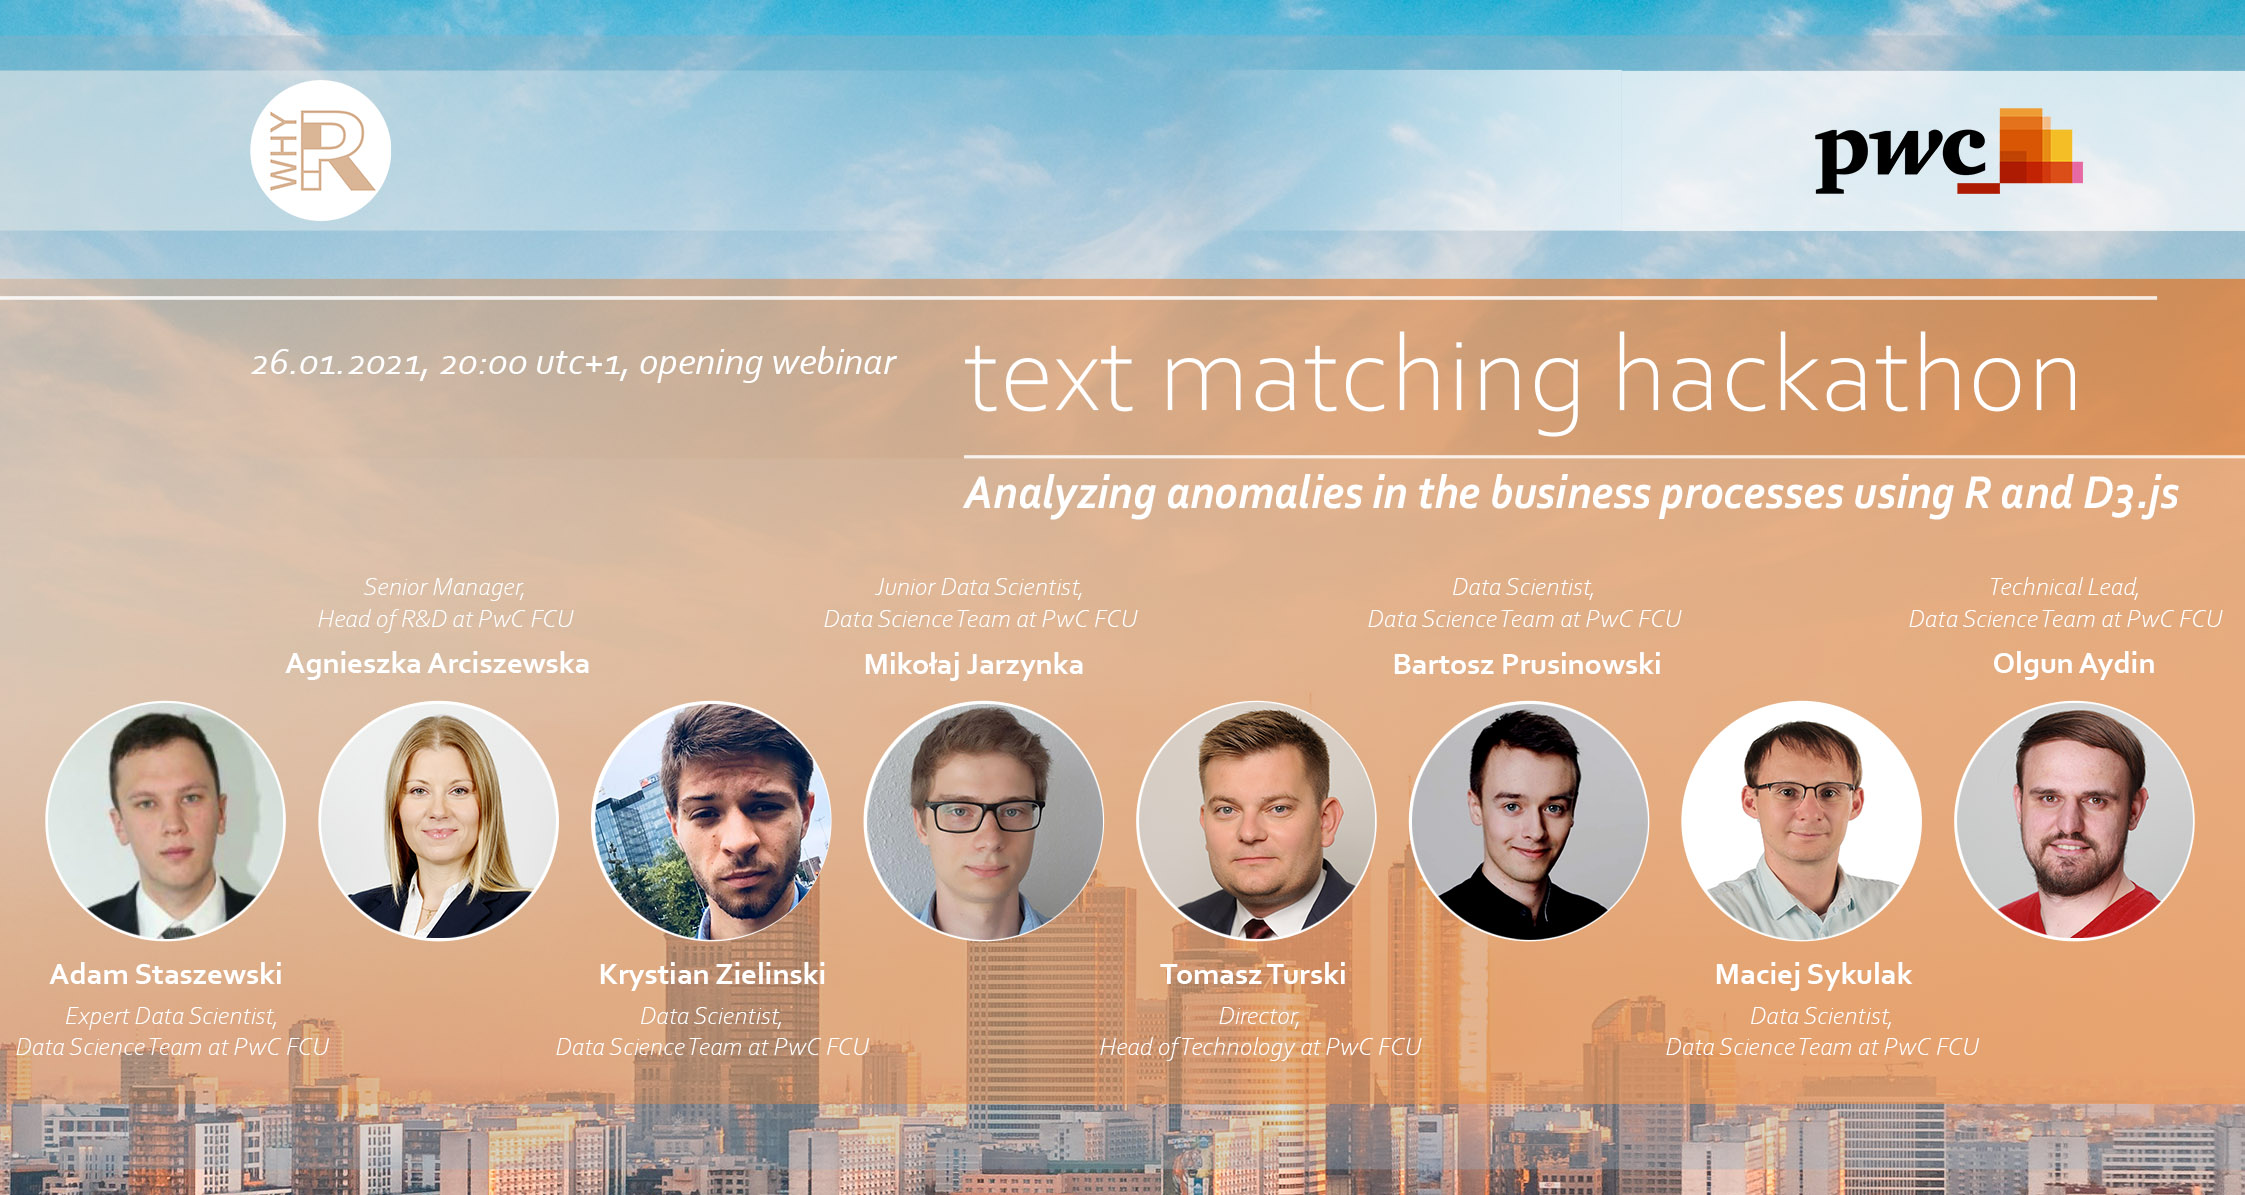 WHY R
pwc
26.01.2021, 20:00 utc+1, opening webinar
text matching hackathon
Analyzing anomalies in the business processes using R and D3.js
Senior Manager,
Head of R&D at PwC FCU
Agnieszka Arciszewska
Junior Data Scientist,
Data Science Team at PwC FCU
Mikołaj Jarzynka
Data Scientist,
Data Science Team at PwC FCU
Bartosz Prusinowski
Technical Lead,
Data Science Team at PwC FCU
Olgun Aydin
Adam Staszewski
Expert Data Scientist,
Data Science Team at PwC FCU
Krystian Zielinski
Data Scientist,
Data Science Team at PwC FCU
Tomasz Turski
Director,
Head of Technology at PwC FCU
Maciej Sykulak
Data Scientist,
Data Science Team at PwC FCU